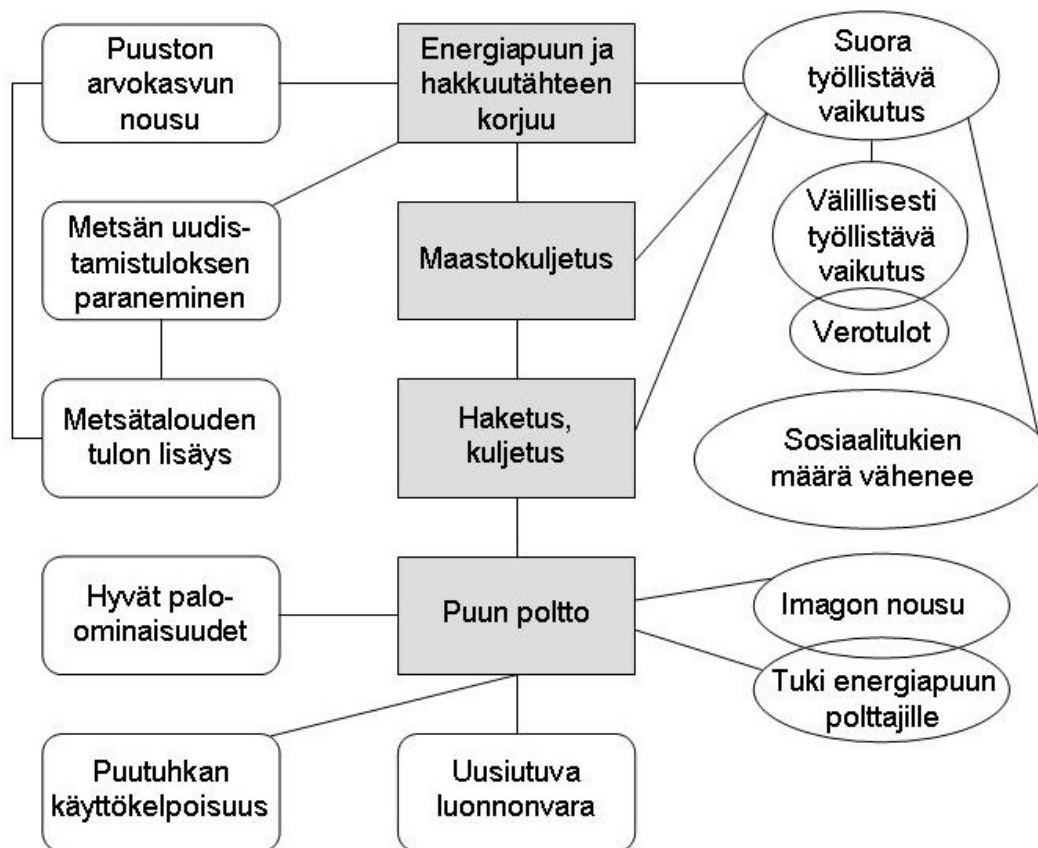 Puuston
arvokasvun
nousu
Energiapuun ja
hakkuutähteen
korjuu
Suora
työllistävä
vaikutus
Metsän uudis-
tamistuloksen
paraneminen
Maastokuljetus
Välillisesti
työllistävä
vaikutus
Verotulot
Metsätalouden
tulon lisäys
Haketus,
kuljetus
Sosiaalitukien
määrä vähenee
Hyvät palo-
ominaisuudet
Puun poltto
Imagon nousu
Tuki energiapuun
polttajille
Puutuhkan
käyttökelpoisuus
Uusiutuva
luonnonvara